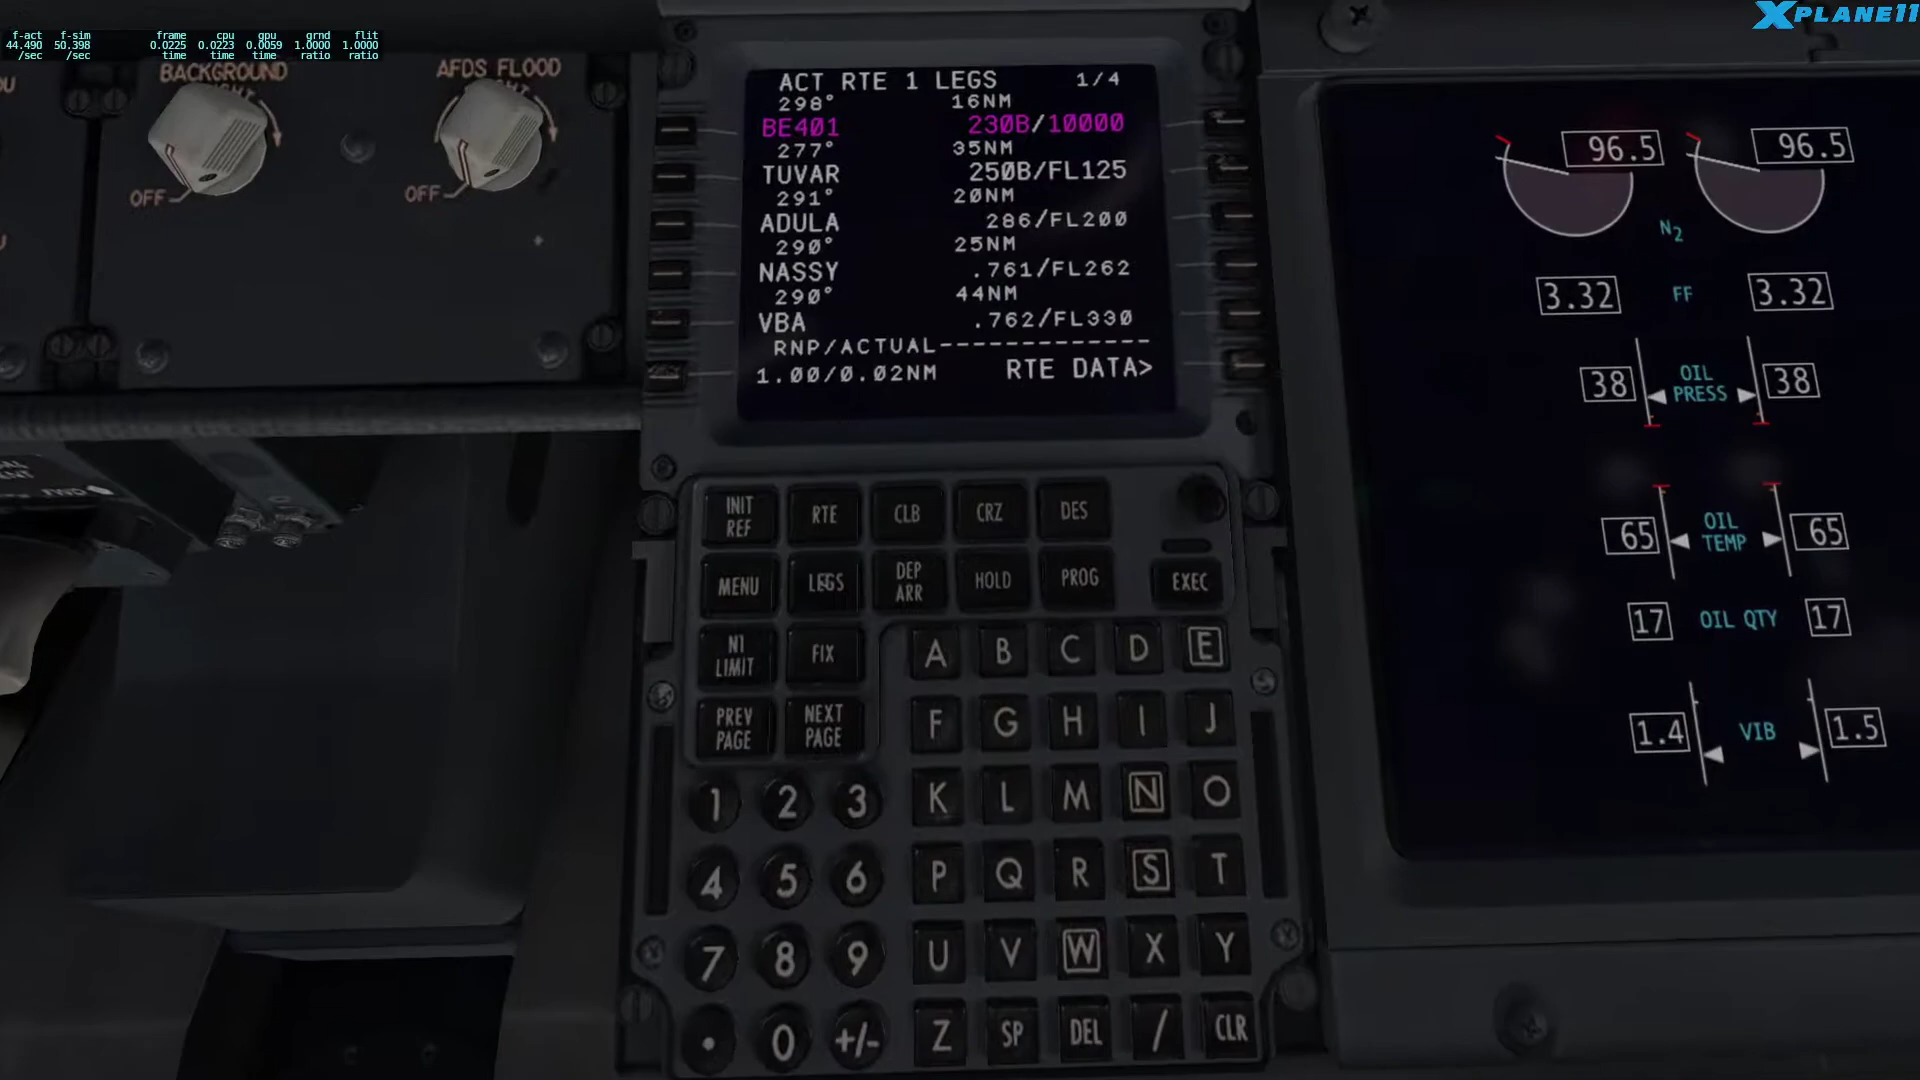 XPLANE11
f-act f-sim frame cpu gpu grnd flit
44.490 50.398 0.0225 0.0223 0.0059 1.0000 1.0000
/sec /sec time time time ratio ratio
BACKGROUND
OFF
AFDS FLOOD
OFF
ACT RTE 1 LEGS 1/4
298° 16NM
BE401 230B/10000
277° 35NM
TUVAR 250B/FL125
291° 20NM
ADULA 286/FL200
290° 25NM
NASSY .761/FL262
290° 44NM
VBA .762/FL330
RNP/ACTUAL-------------
1.00/0.02NM RTE DATA>
INIT REF RTE CLB CRZ DES
MENU LEGS DEP ARR HOLD PROG EXEC
N1 LIMIT FIX
PREV PAGE NEXT PAGE
A B C D E
F G H I J
K L M N O
P Q R S T
U V W X Y
Z SP DEL / CLR
1 2 3
4 5 6
7 8 9
. 0 +/-
96.5 96.5
N2
3.32 FF 3.32
38 OIL PRESS 38
65 OIL TEMP 65
17 OIL QTY 17
1.4 VIB 1.5